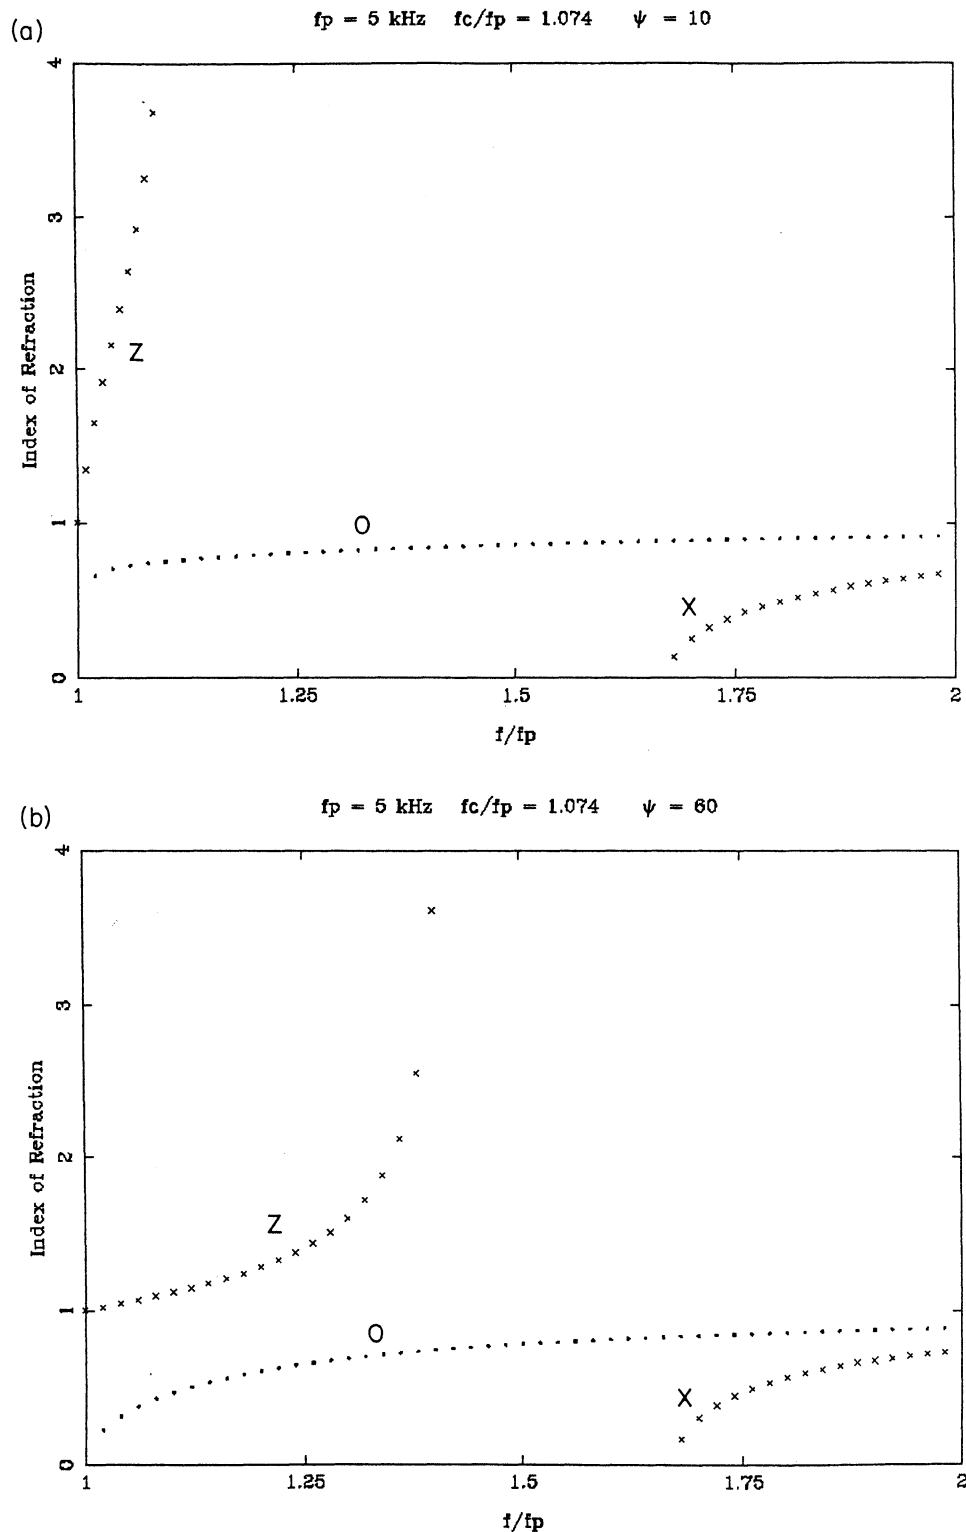 (a)
fp = 5 kHz fc/fp = 1.074 ψ = 10
4
3
2
1
0
Index of Refraction
Z
O
X
1 1.25 1.5 1.75 2
f/fp
(b)
fp = 5 kHz fc/fp = 1.074 ψ = 60
4
3
2
1
0
Index of Refraction
Z
O
X
1 1.25 1.5 1.75 2
f/fp